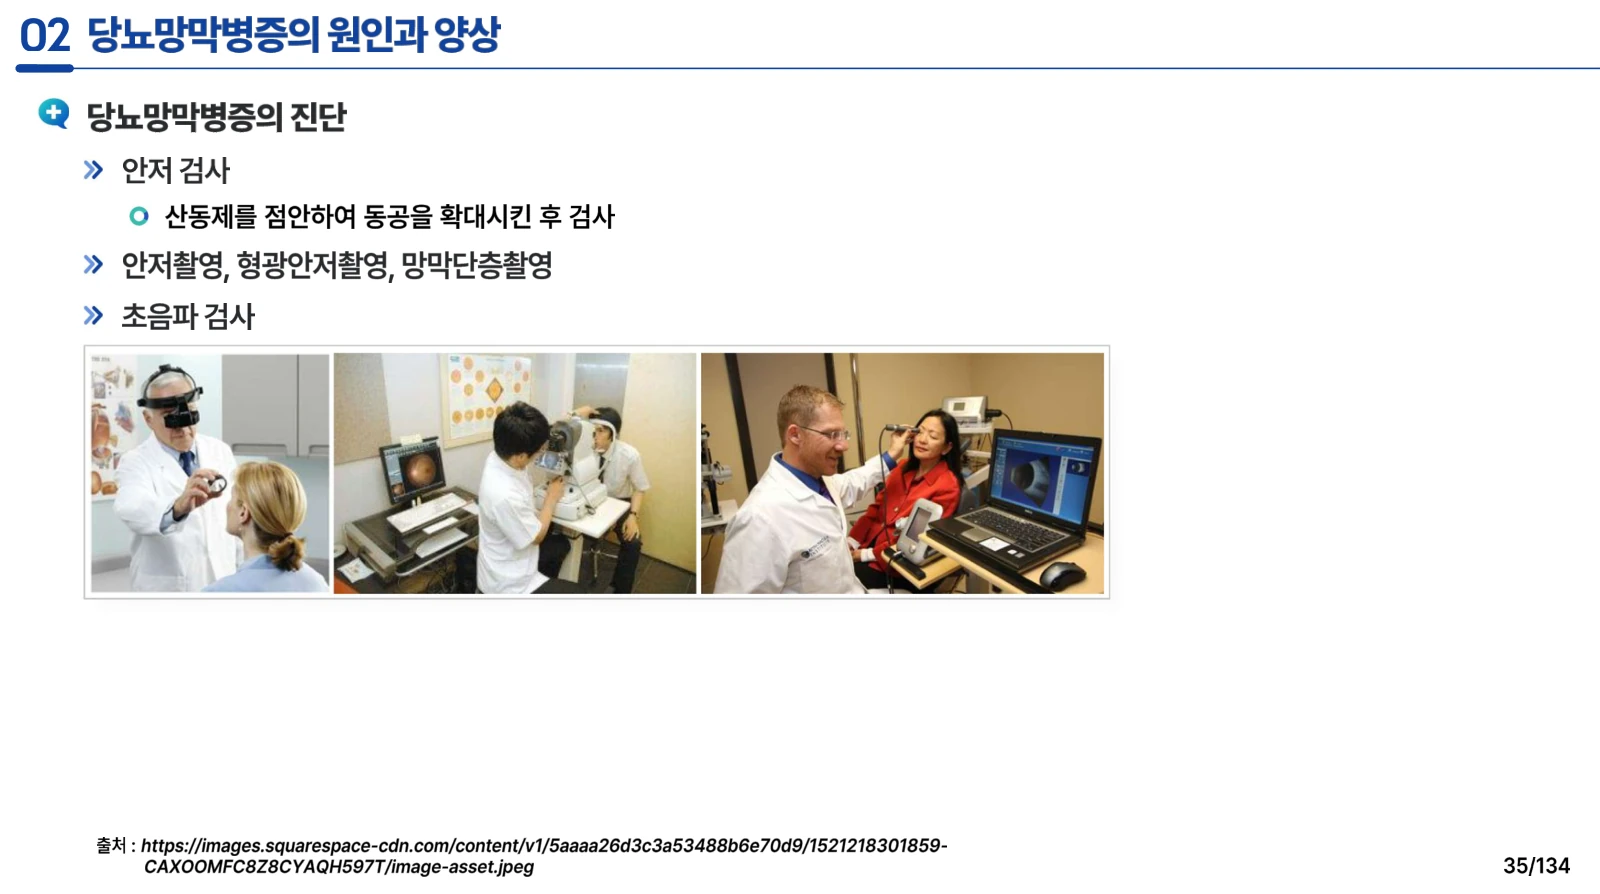 02 당뇨망막병증의 원인과 양상
당뇨망막병증의 진단
안저 검사
산동제를 점안하여 동공을 확대시킨 후 검사
안저촬영, 형광안저촬영, 망막단층촬영
초음파 검사
출처 : https://images.squarespace-cdn.com/content/v1/5aaaa26d3c3a53488b6e70d9/1521218301859-
CAXOOMFC8Z8CYAQH597T/image-asset.jpeg
35/134